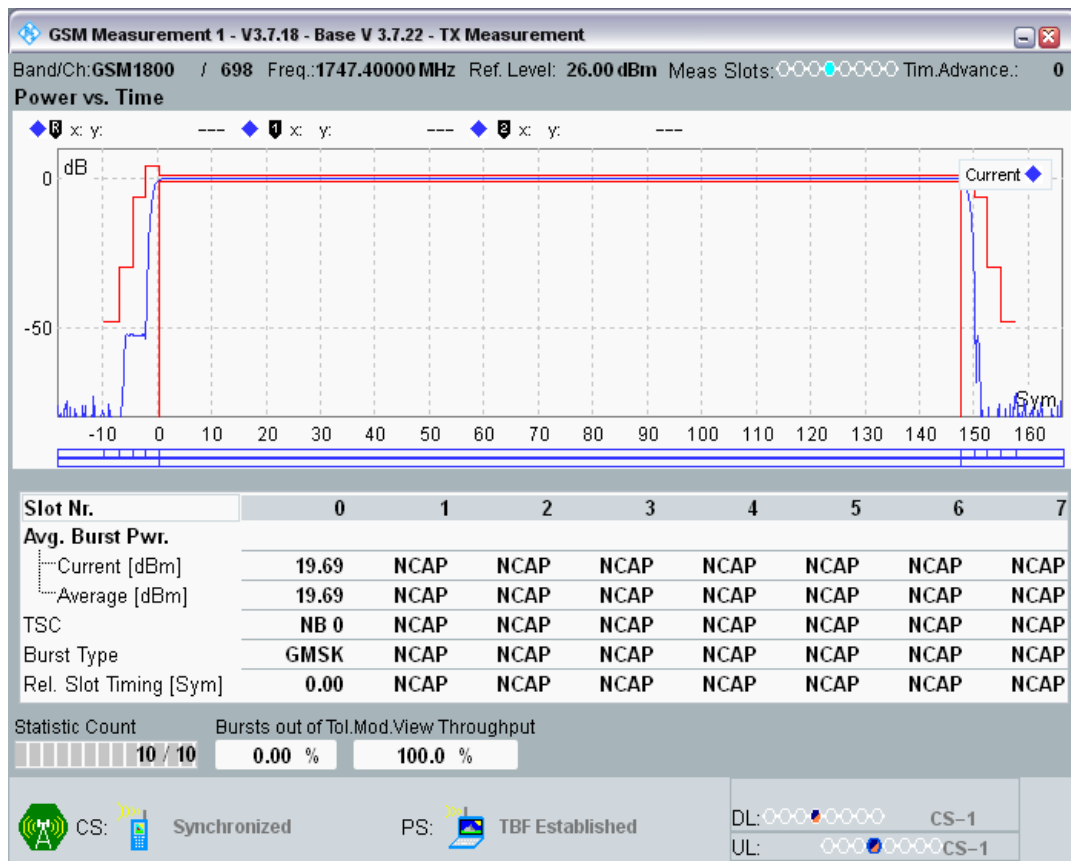 GSM Measurement 1 - V3.7.18 - Base V 3.7.22 - TX Measurement
Band/Ch:GSM1800 / 698 Freq.:1747.40000 MHz Ref. Level: 26.00 dBm Meas Slots: Tim.Advance.: 0
Power vs. Time
R x: y: --- 1 x: y: --- 2 x: y: ---
dB
Current
0
-50
Sym
-10 0 10 20 30 40 50 60 70 80 90 100 110 120 130 140 150 160
Slot Nr. 0 1 2 3 4 5 6 7
Avg. Burst Pwr.
Current [dBm] 19.69 NCAP NCAP NCAP NCAP NCAP NCAP NCAP
Average [dBm] 19.69 NCAP NCAP NCAP NCAP NCAP NCAP NCAP
TSC NB 0 NCAP NCAP NCAP NCAP NCAP NCAP NCAP
Burst Type GMSK NCAP NCAP NCAP NCAP NCAP NCAP NCAP
Rel. Slot Timing [Sym] 0.00 NCAP NCAP NCAP NCAP NCAP NCAP NCAP
Statistic Count Bursts out of Tol.Mod.View Throughput
10 / 10 0.00 % 100.0 %
CS: Synchronized PS: TBF Established
DL: CS-1
UL: CS-1